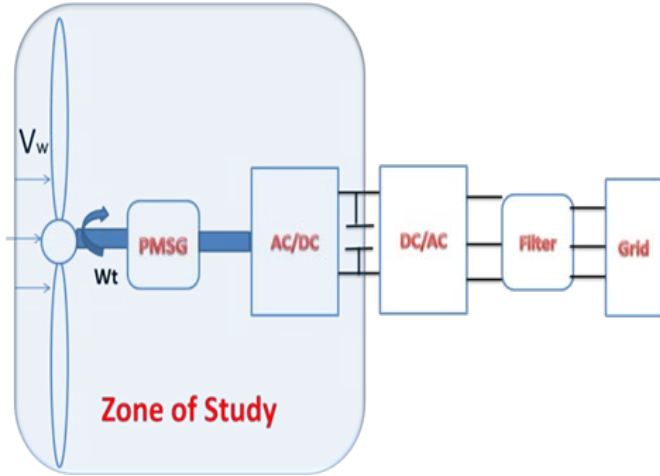 Vw
Wt
PMSG
AC/DC
DC/AC
Filter
Grid
Zone of Study